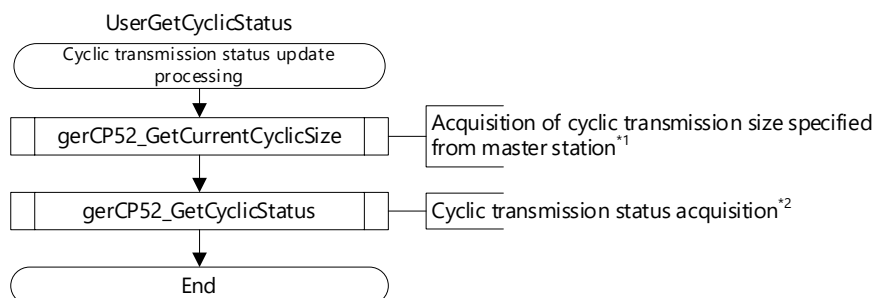 UserGetCyclicStatus
Cyclic transmission status update
processing
gerCP52_GetCurrentCyclicSize
Acquisition of cyclic transmission size specified
from master station*1
gerCP52_GetCyclicStatus
Cyclic transmission status acquisition*2
End